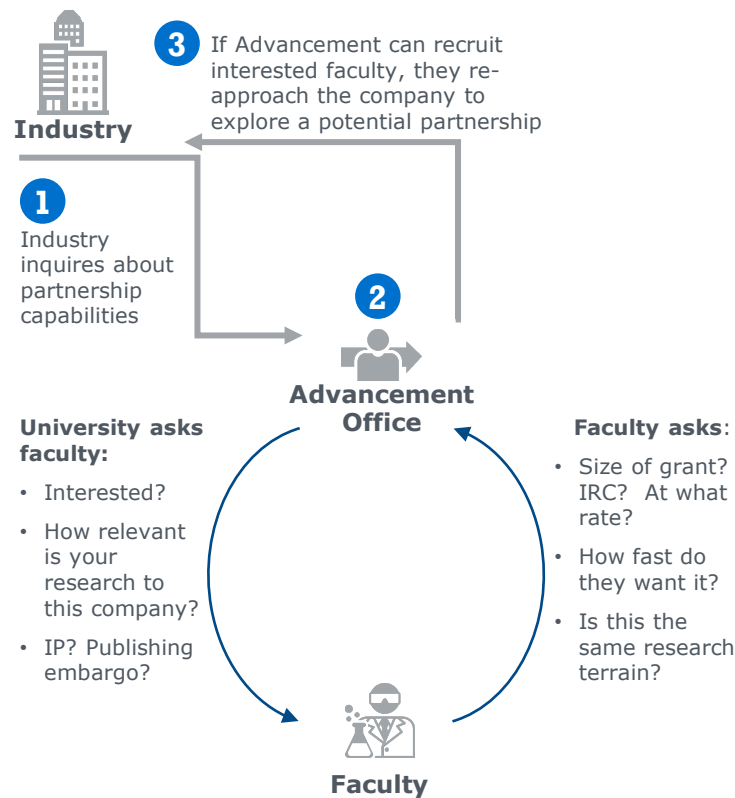 3
If Advancement can recruit
interested faculty, they re-
approach the company to
explore a potential partnership
Industry
1
Industry
inquires about
partnership
capabilities
2
Advancement
Office
University asks
faculty:
• Interested?
• How relevant
is your
research to
this company?
• IP? Publishing
embargo?
Faculty asks:
• Size of grant?
IRC?  At what
rate?
• How fast do
they want it?
• Is this the
same research
terrain?
Faculty